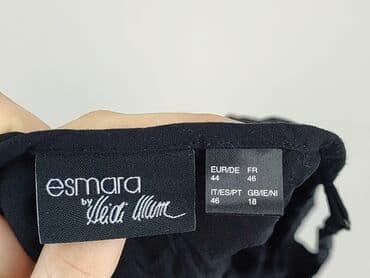 esmara
by Heidi Klum
EUR/DE FR
44 46
IT/ES/PT GB/IE/NI
46 18